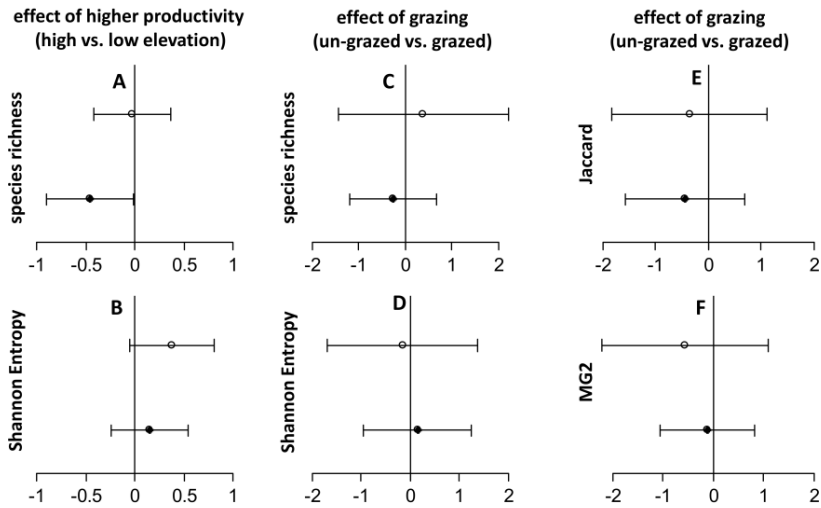 effect of higher productivity
(high vs. low elevation)
effect of grazing
(un-grazed vs. grazed)
effect of grazing
(un-grazed vs. grazed)
A
species richness
-1 -0.5 0 0.5 1
C
species richness
-2 -1 0 1 2
E
Jaccard
-2 -1 0 1 2
B
Shannon Entropy
-1 -0.5 0 0.5 1
D
Shannon Entropy
-2 -1 0 1 2
F
MG2
-2 -1 0 1 2